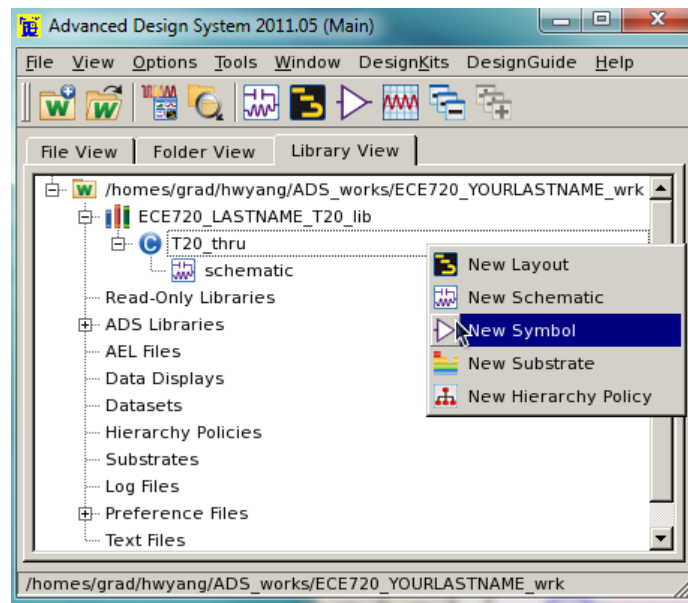 Advanced Design System 2011.05 (Main)
File View Options Tools Window DesignKits DesignGuide Help
File View Folder View Library View
/homes/grad/hwyang/ADS_works/ECE720_YOURLASTNAME_wrk
ECE720_LASTNAME_T20_lib
T20_thru
schematic
Read-Only Libraries
ADS Libraries
AEL Files
Data Displays
Datasets
Hierarchy Policies
Substrates
Log Files
Preference Files
Text Files
New Layout
New Schematic
New Symbol
New Substrate
New Hierarchy Policy
/homes/grad/hwyang/ADS_works/ECE720_YOURLASTNAME_wrk